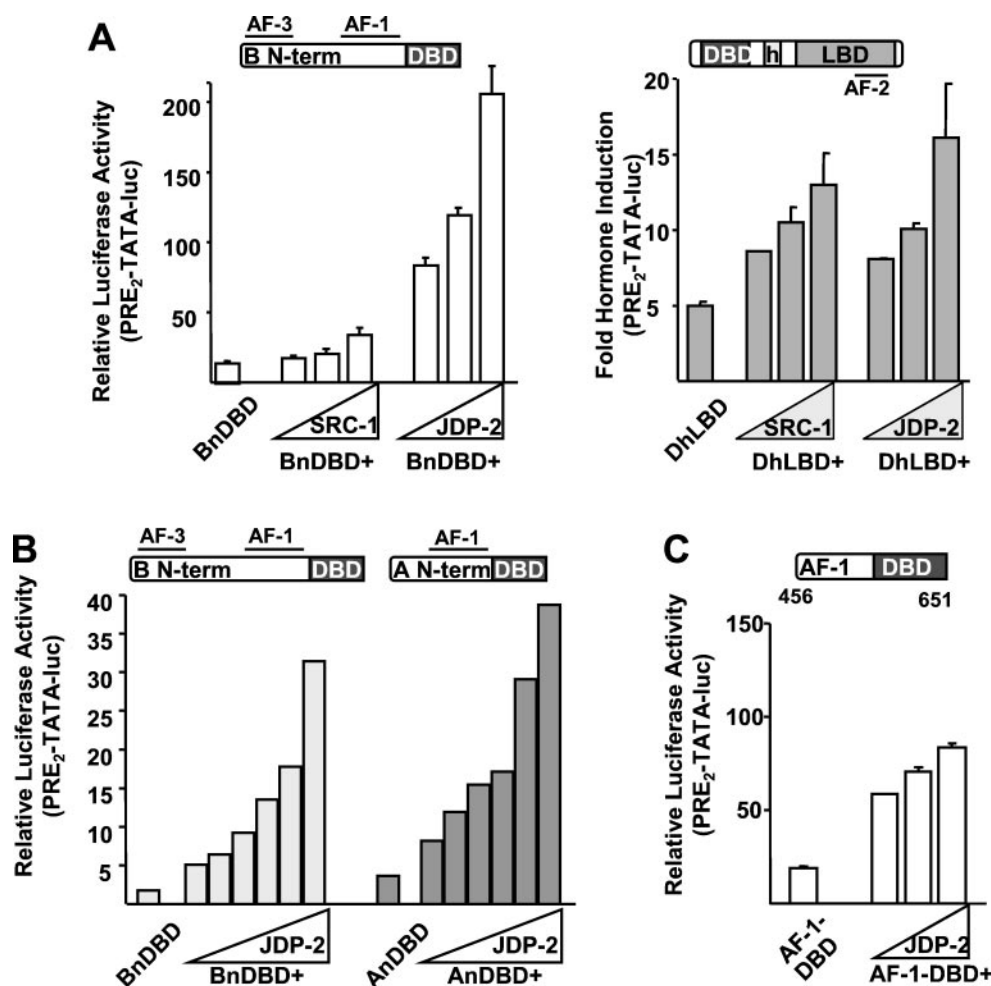 A
AF-3 AF-1
B N-term DBD
Relative Luciferase Activity
(PRE2-TATA-luc)
200
150
100
50
BnDBD
SRC-1
BnDBD+
JDP-2
BnDBD+
DBD h LBD
AF-2
Fold Hormone Induction
(PRE2-TATA-luc)
20
15
10
5
DhLBD
SRC-1
DhLBD+
JDP-2
DhLBD+
B
AF-3 AF-1
B N-term DBD
AF-1
A N-term DBD
Relative Luciferase Activity
(PRE2-TATA-luc)
40
35
30
25
20
15
10
5
BnDBD
JDP-2
BnDBD+
AnDBD
JDP-2
AnDBD+
C
AF-1 DBD
456 651
Relative Luciferase Activity
(PRE2-TATA-luc)
150
100
50
AF-1-
DBD
JDP-2
AF-1-DBD+